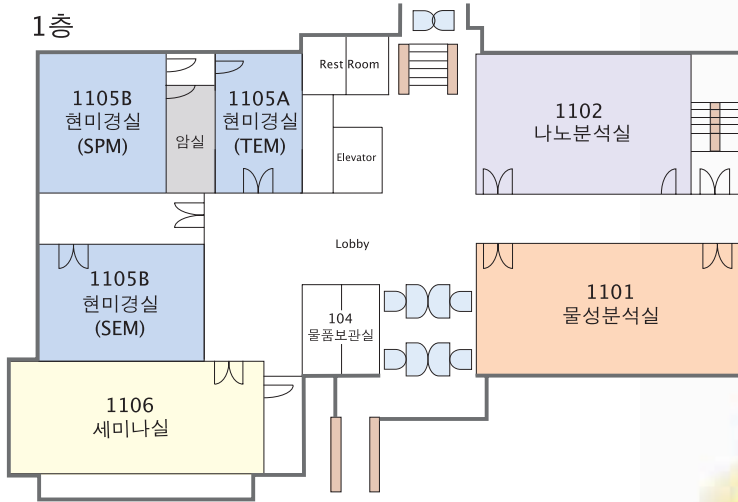 1층
1105B
현미경실
(SPM)
암실
1105A
현미경실
(TEM)
Rest Room
Elevator
1102
나노분석실
Lobby
1105B
현미경실
(SEM)
104
물품보관실
1101
물성분석실
1106
세미나실